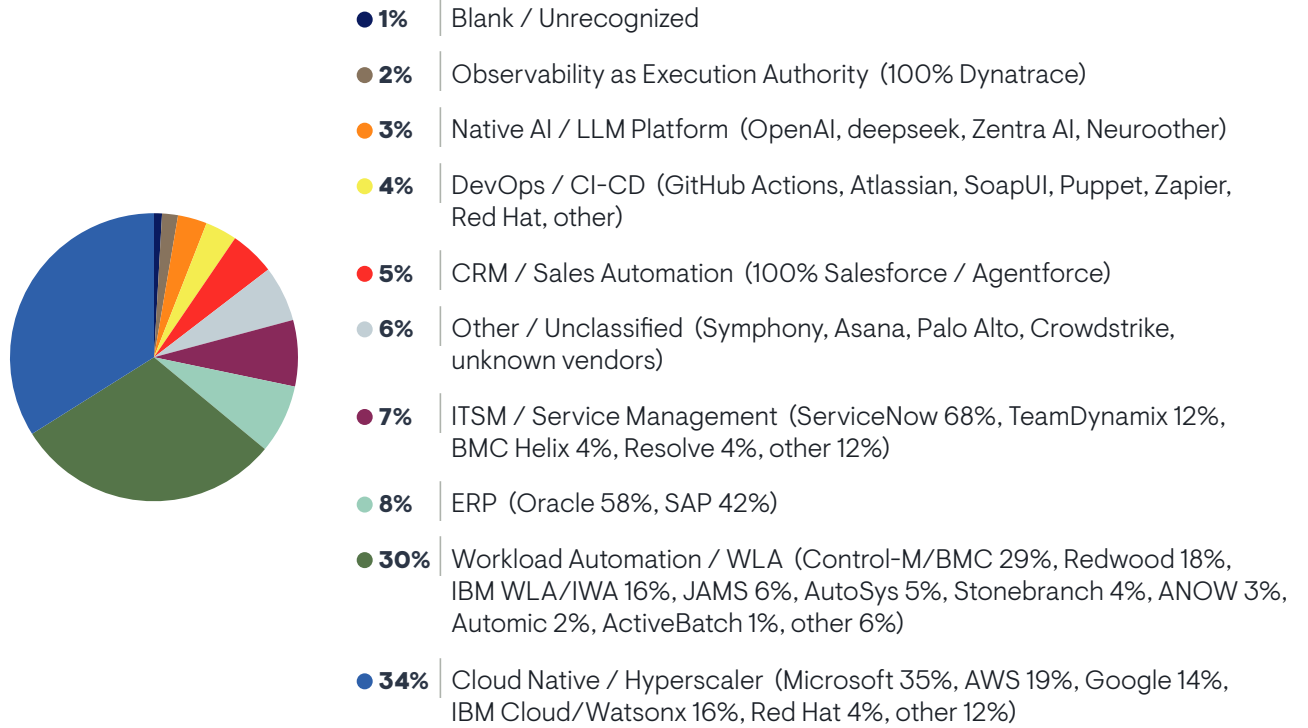 1% Blank / Unrecognized
2% Observability as Execution Authority (100% Dynatrace)
3% Native AI / LLM Platform (OpenAI, deepseek, Zentra AI, Neuroother)
4% DevOps / CI-CD (GitHub Actions, Atlassian, SoapUI, Puppet, Zapier,
Red Hat, other)
5% CRM / Sales Automation (100% Salesforce / Agentforce)
6% Other / Unclassified (Symphony, Asana, Palo Alto, Crowdstrike,
unknown vendors)
7% ITSM / Service Management (ServiceNow 68%, TeamDynamix 12%,
BMC Helix 4%, Resolve 4%, other 12%)
8% ERP (Oracle 58%, SAP 42%)
30% Workload Automation / WLA (Control-M/BMC 29%, Redwood 18%,
IBM WLA/IWA 16%, JAMS 6%, AutoSys 5%, Stonebranch 4%, ANOW 3%,
Automic 2%, ActiveBatch 1%, other 6%)
34% Cloud Native / Hyperscaler (Microsoft 35%, AWS 19%, Google 14%,
IBM Cloud/Watsonx 16%, Red Hat 4%, other 12%)